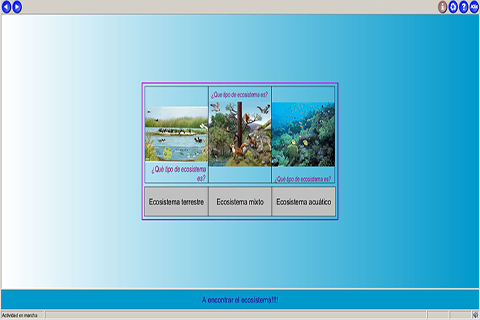 ¿Que tipo de ecosistema es?
¿Qué tipo de ecosistema
es?
¿Qué tipo de ecosistema es?
Ecosistema terrestre
Ecosistema mixto
Ecosistema acuático
A encontrar el ecosistema!!!!
Actividad en marcha